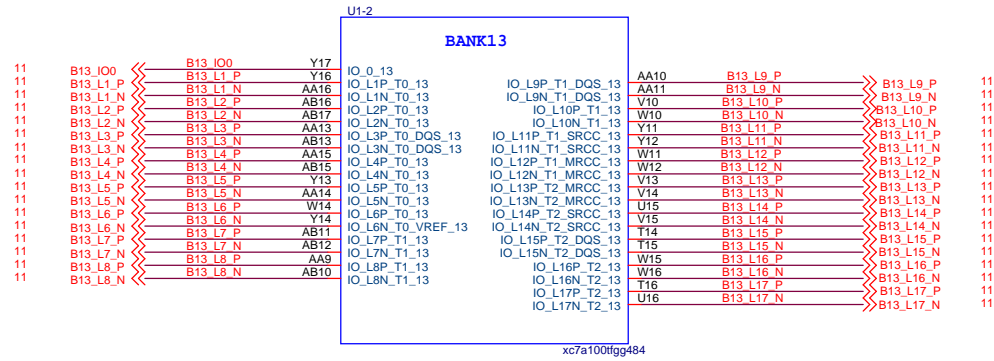 U1-2
BANK13
11 B13_IO0 B13_IO0 Y17 IO_0_13
11 B13_L1_P B13_L1_P Y16 IO_L1P_T0_13 IO_L9P_T1_DQS_13 AA10 B13_L9_P B13_L9_P 11
11 B13_L1_N B13_L1_N AA16 IO_L1N_T0_13 IO_L9N_T1_DQS_13 AA11 B13_L9_N B13_L9_N 11
11 B13_L2_P B13_L2_P AB16 IO_L2P_T0_13 IO_L10P_T1_13 V10 B13_L10_P B13_L10_P 11
11 B13_L2_N B13_L2_N AB17 IO_L2N_T0_13 IO_L10N_T1_13 W10 B13_L10_N B13_L10_N 11
11 B13_L3_P B13_L3_P AA13 IO_L3P_T0_DQS_13 IO_L11P_T1_SRCC_13 Y11 B13_L11_P B13_L11_P 11
11 B13_L3_N B13_L3_N AB13 IO_L3N_T0_DQS_13 IO_L11N_T1_SRCC_13 Y12 B13_L11_N B13_L11_N 11
11 B13_L4_P B13_L4_P AA15 IO_L4P_T0_13 IO_L12P_T1_MRCC_13 W11 B13_L12_P B13_L12_P 11
11 B13_L4_N B13_L4_N AB15 IO_L4N_T0_13 IO_L12N_T1_MRCC_13 W12 B13_L12_N B13_L12_N 11
11 B13_L5_P B13_L5_P Y13 IO_L5P_T0_13 IO_L13P_T2_MRCC_13 V13 B13_L13_P B13_L13_P 11
11 B13_L5_N B13_L5_N AA14 IO_L5N_T0_13 IO_L13N_T2_MRCC_13 V14 B13_L13_N B13_L13_N 11
11 B13_L6_P B13_L6_P W14 IO_L6P_T0_13 IO_L14P_T2_SRCC_13 U15 B13_L14_P B13_L14_P 11
11 B13_L6_N B13_L6_N Y14 IO_L6N_T0_VREF_13 IO_L14N_T2_SRCC_13 V15 B13_L14_N B13_L14_N 11
11 B13_L7_P B13_L7_P AB11 IO_L7P_T1_13 IO_L15P_T2_DQS_13 T14 B13_L15_P B13_L15_P 11
11 B13_L7_N B13_L7_N AB12 IO_L7N_T1_13 IO_L15N_T2_DQS_13 T15 B13_L15_N B13_L15_N 11
11 B13_L8_P B13_L8_P AA9 IO_L8P_T1_13 IO_L16P_T2_13 W15 B13_L16_P B13_L16_P 11
11 B13_L8_N B13_L8_N AB10 IO_L8N_T1_13 IO_L16N_T2_13 W16 B13_L16_N B13_L16_N 11
IO_L17P_T2_13 T16 B13_L17_P B13_L17_P 11
IO_L17N_T2_13 U16 B13_L17_N B13_L17_N 11
xc7a100tfgg484